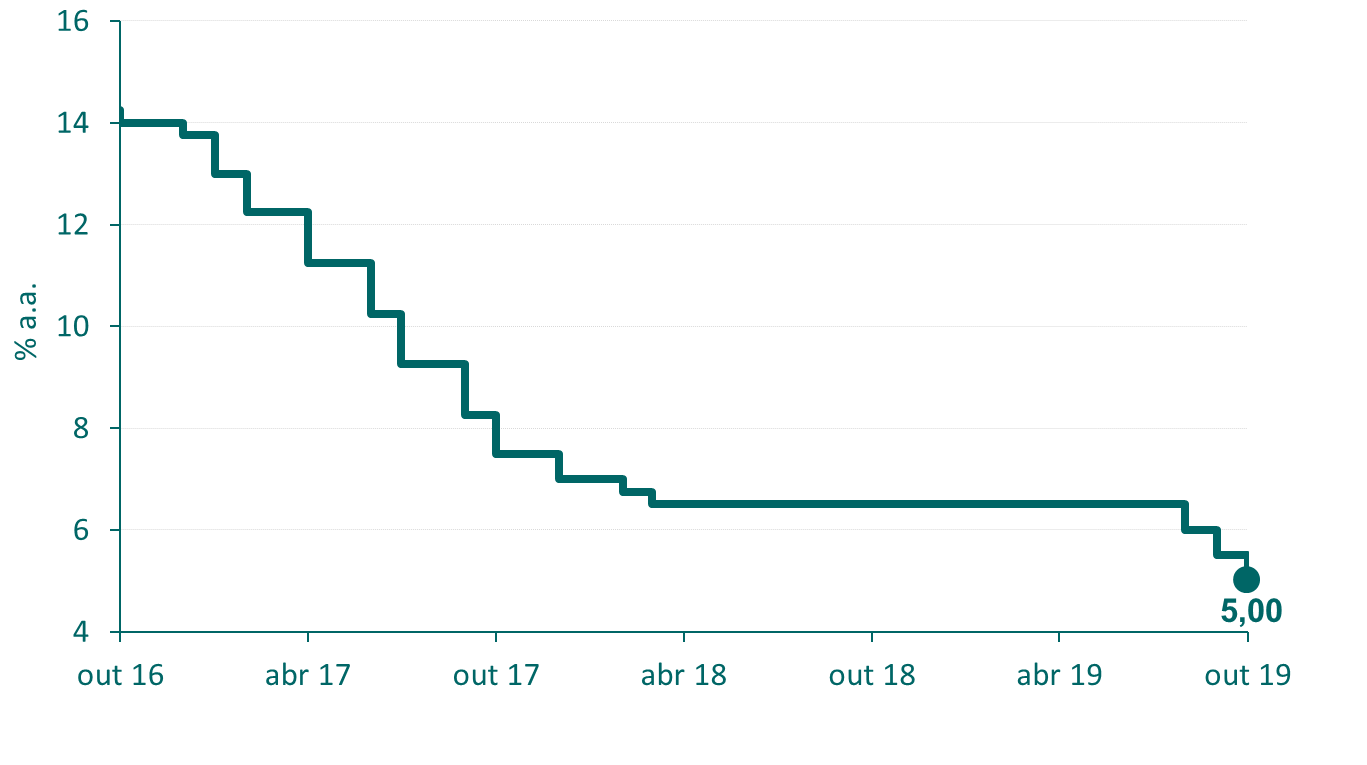 % a.a.
16
14
12
10
8
6
4
5,00
out 16
abr 17
out 17
abr 18
out 18
abr 19
out 19